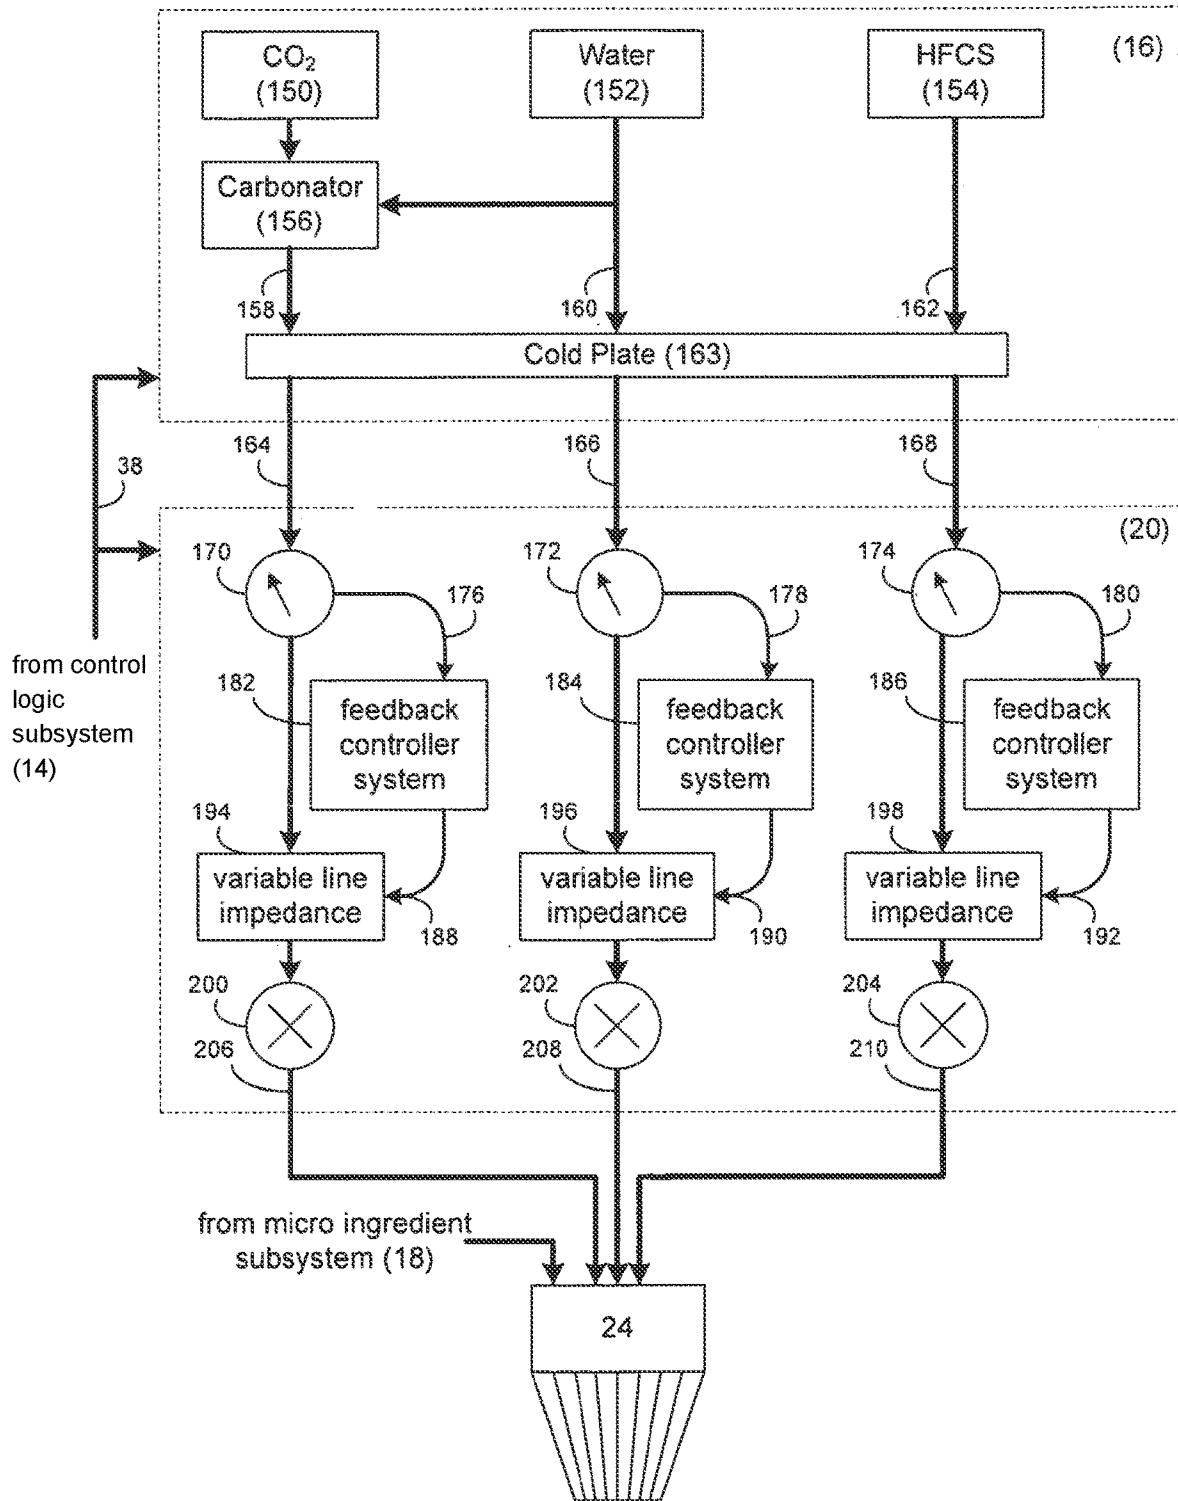 CO₂
(150)
Water
(152)
HFCS
(154)
(16)
Carbonator
(156)
158
160
162
Cold Plate (163)
164
166
168
38
(20)
170
172
174
176
178
180
from control
logic
subsystem
(14)
182
feedback
controller
system
184
feedback
controller
system
186
feedback
controller
system
194
196
198
variable line
impedance
variable line
impedance
variable line
impedance
188
190
192
200
202
204
206
208
210
from micro ingredient
subsystem (18)
24